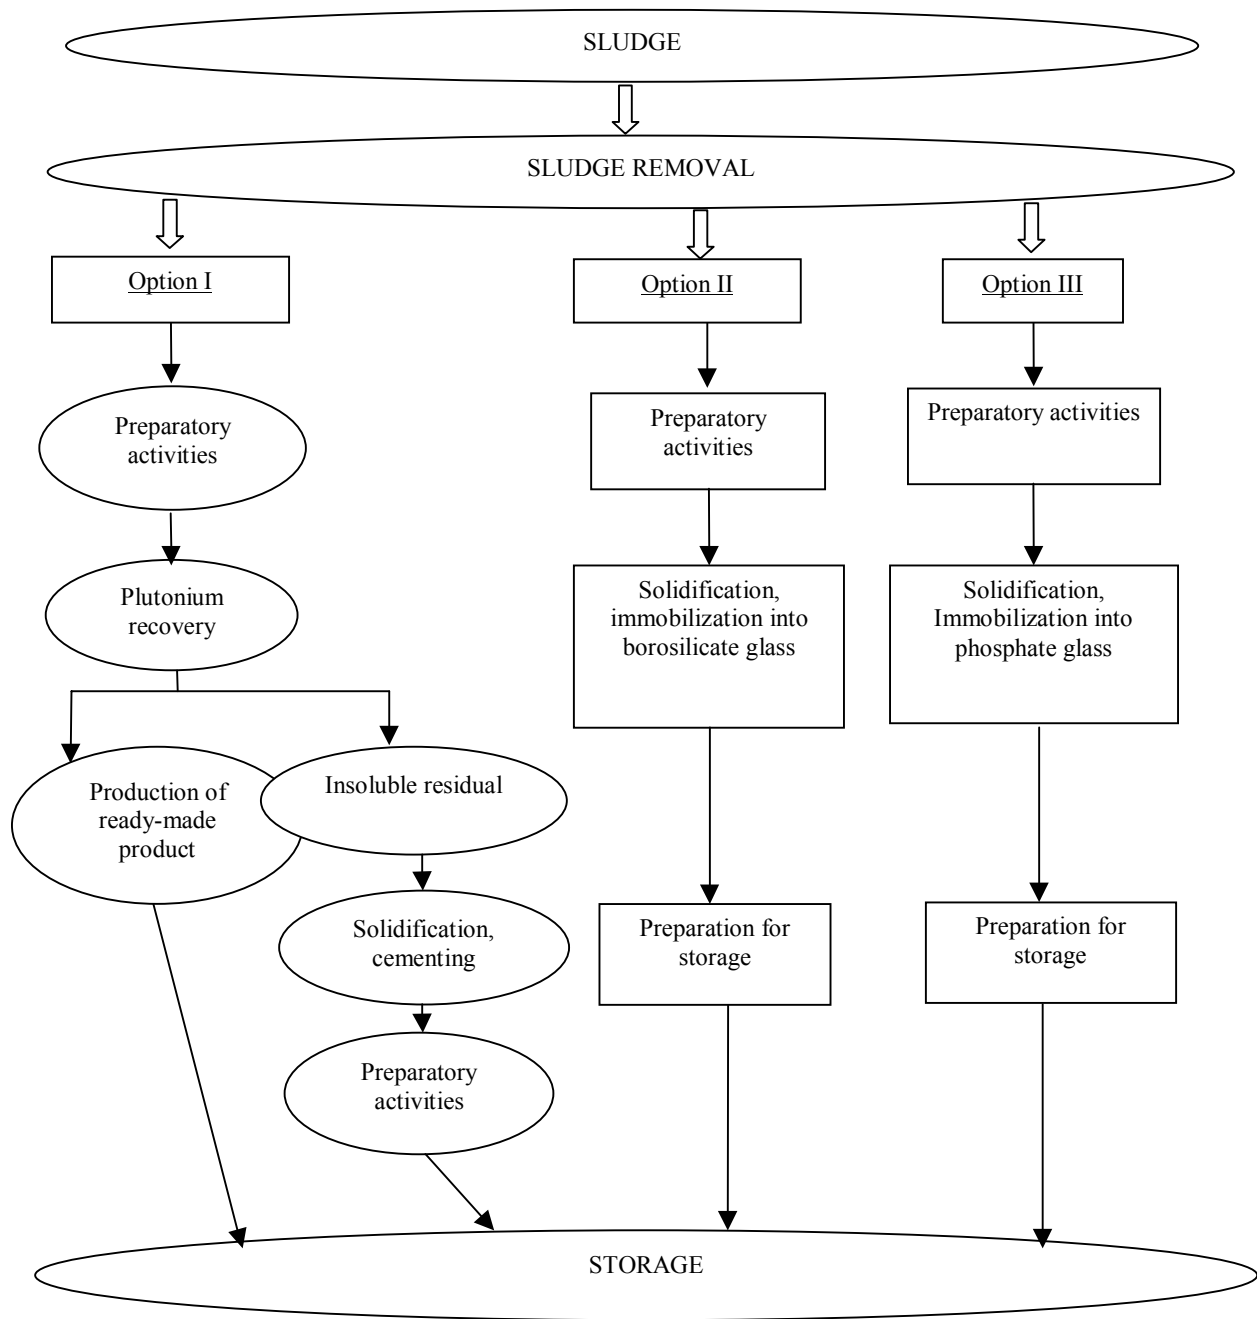 SLUDGE
SLUDGE REMOVAL
Option I
Option II
Option III
Preparatory
activities
Preparatory
activities
Preparatory activities
Plutonium
recovery
Solidification,
immobilization into
borosilicate glass
Solidification,
Immobilization into
phosphate glass
Production of
ready-made
product
Insoluble residual
Solidification,
cementing
Preparation for
storage
Preparation for
storage
Preparatory
activities
STORAGE